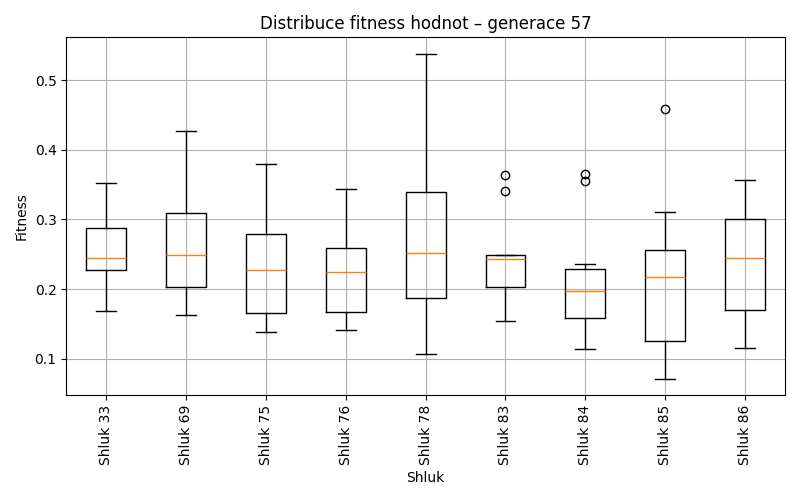 Distribuce fitness hodnot – generace 57
Fitness
0.5
0.4
0.3
0.2
0.1
Shluk 33
Shluk 69
Shluk 75
Shluk 76
Shluk 78
Shluk 83
Shluk 84
Shluk 85
Shluk 86
Shluk